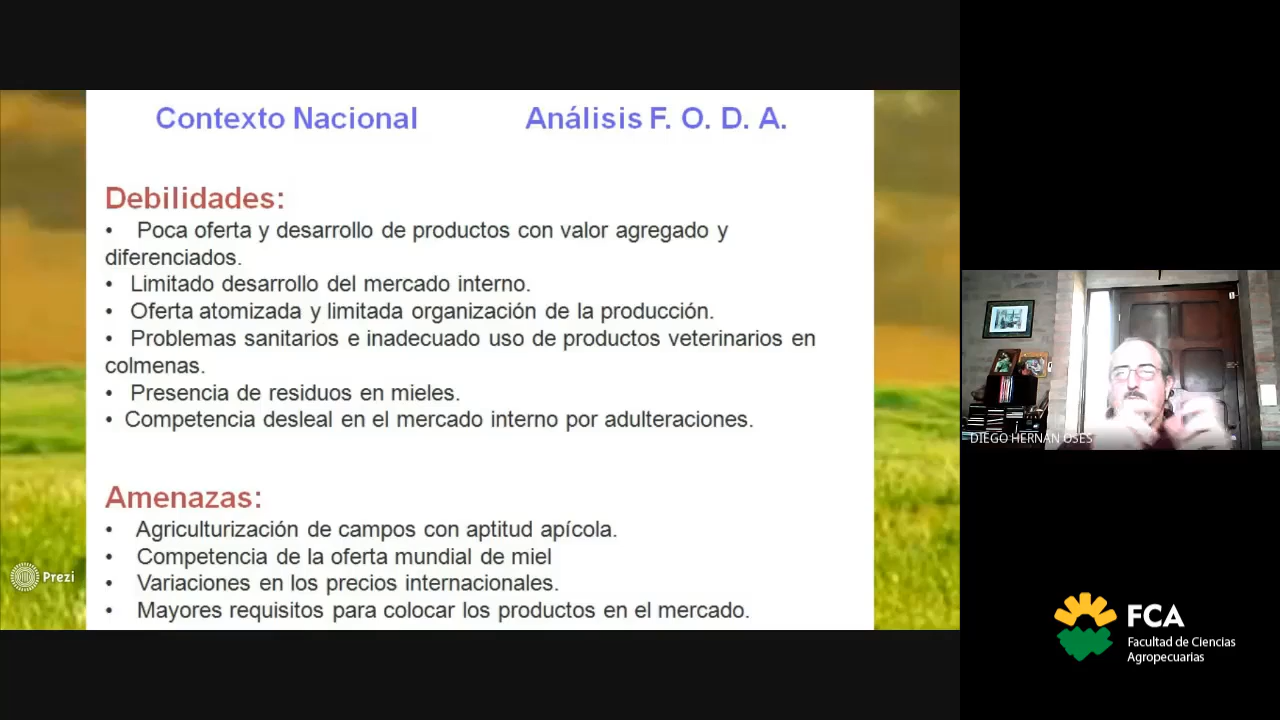 Contexto Nacional Análisis F. O. D. A.
Debilidades:
• Poca oferta y desarrollo de productos con valor agregado y
diferenciados.
• Limitado desarrollo del mercado interno.
• Oferta atomizada y limitada organización de la producción.
• Problemas sanitarios e inadecuado uso de productos veterinarios en
colmenas.
• Presencia de residuos en mieles.
• Competencia desleal en el mercado interno por adulteraciones.
Amenazas:
• Agriculturización de campos con aptitud apícola.
• Competencia de la oferta mundial de miel
• Variaciones en los precios internacionales.
• Mayores requisitos para colocar los productos en el mercado.
Prezi
DIEGO HERNAN OSES
FCA
Facultad de Ciencias
Agropecuarias